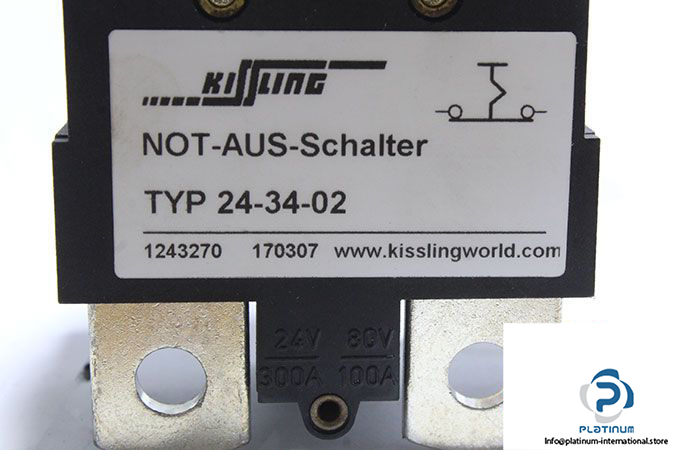 KISSLING
NOT-AUS-Schalter
TYP 24-34-02
1243270 170307 www.kisslingworld.com
24V 80V
300A 100A
PLATINUM
Info@platinum-international.store